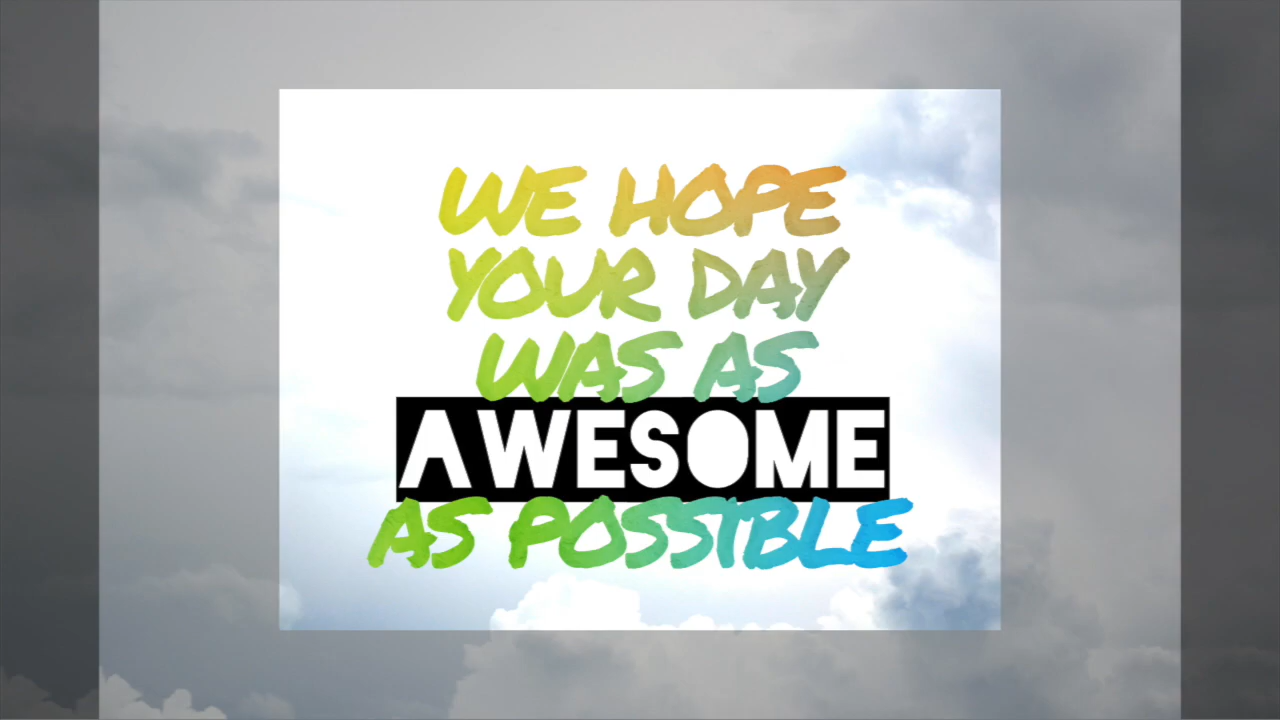 WE HOPE
YOUR DAY
WAS AS
AWESOME
AS POSSIBLE